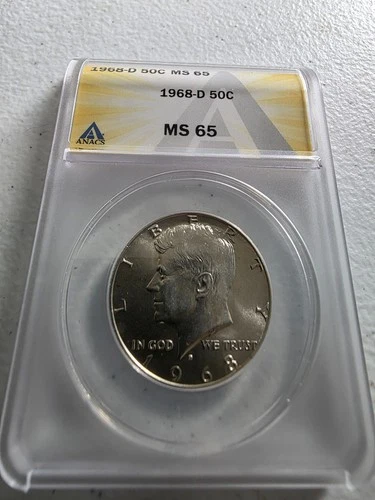 1968-D 50C MS 65
1968-D 50C
MS 65
ANACS
LIBERTY
IN GOD WE TRUST
D
1968